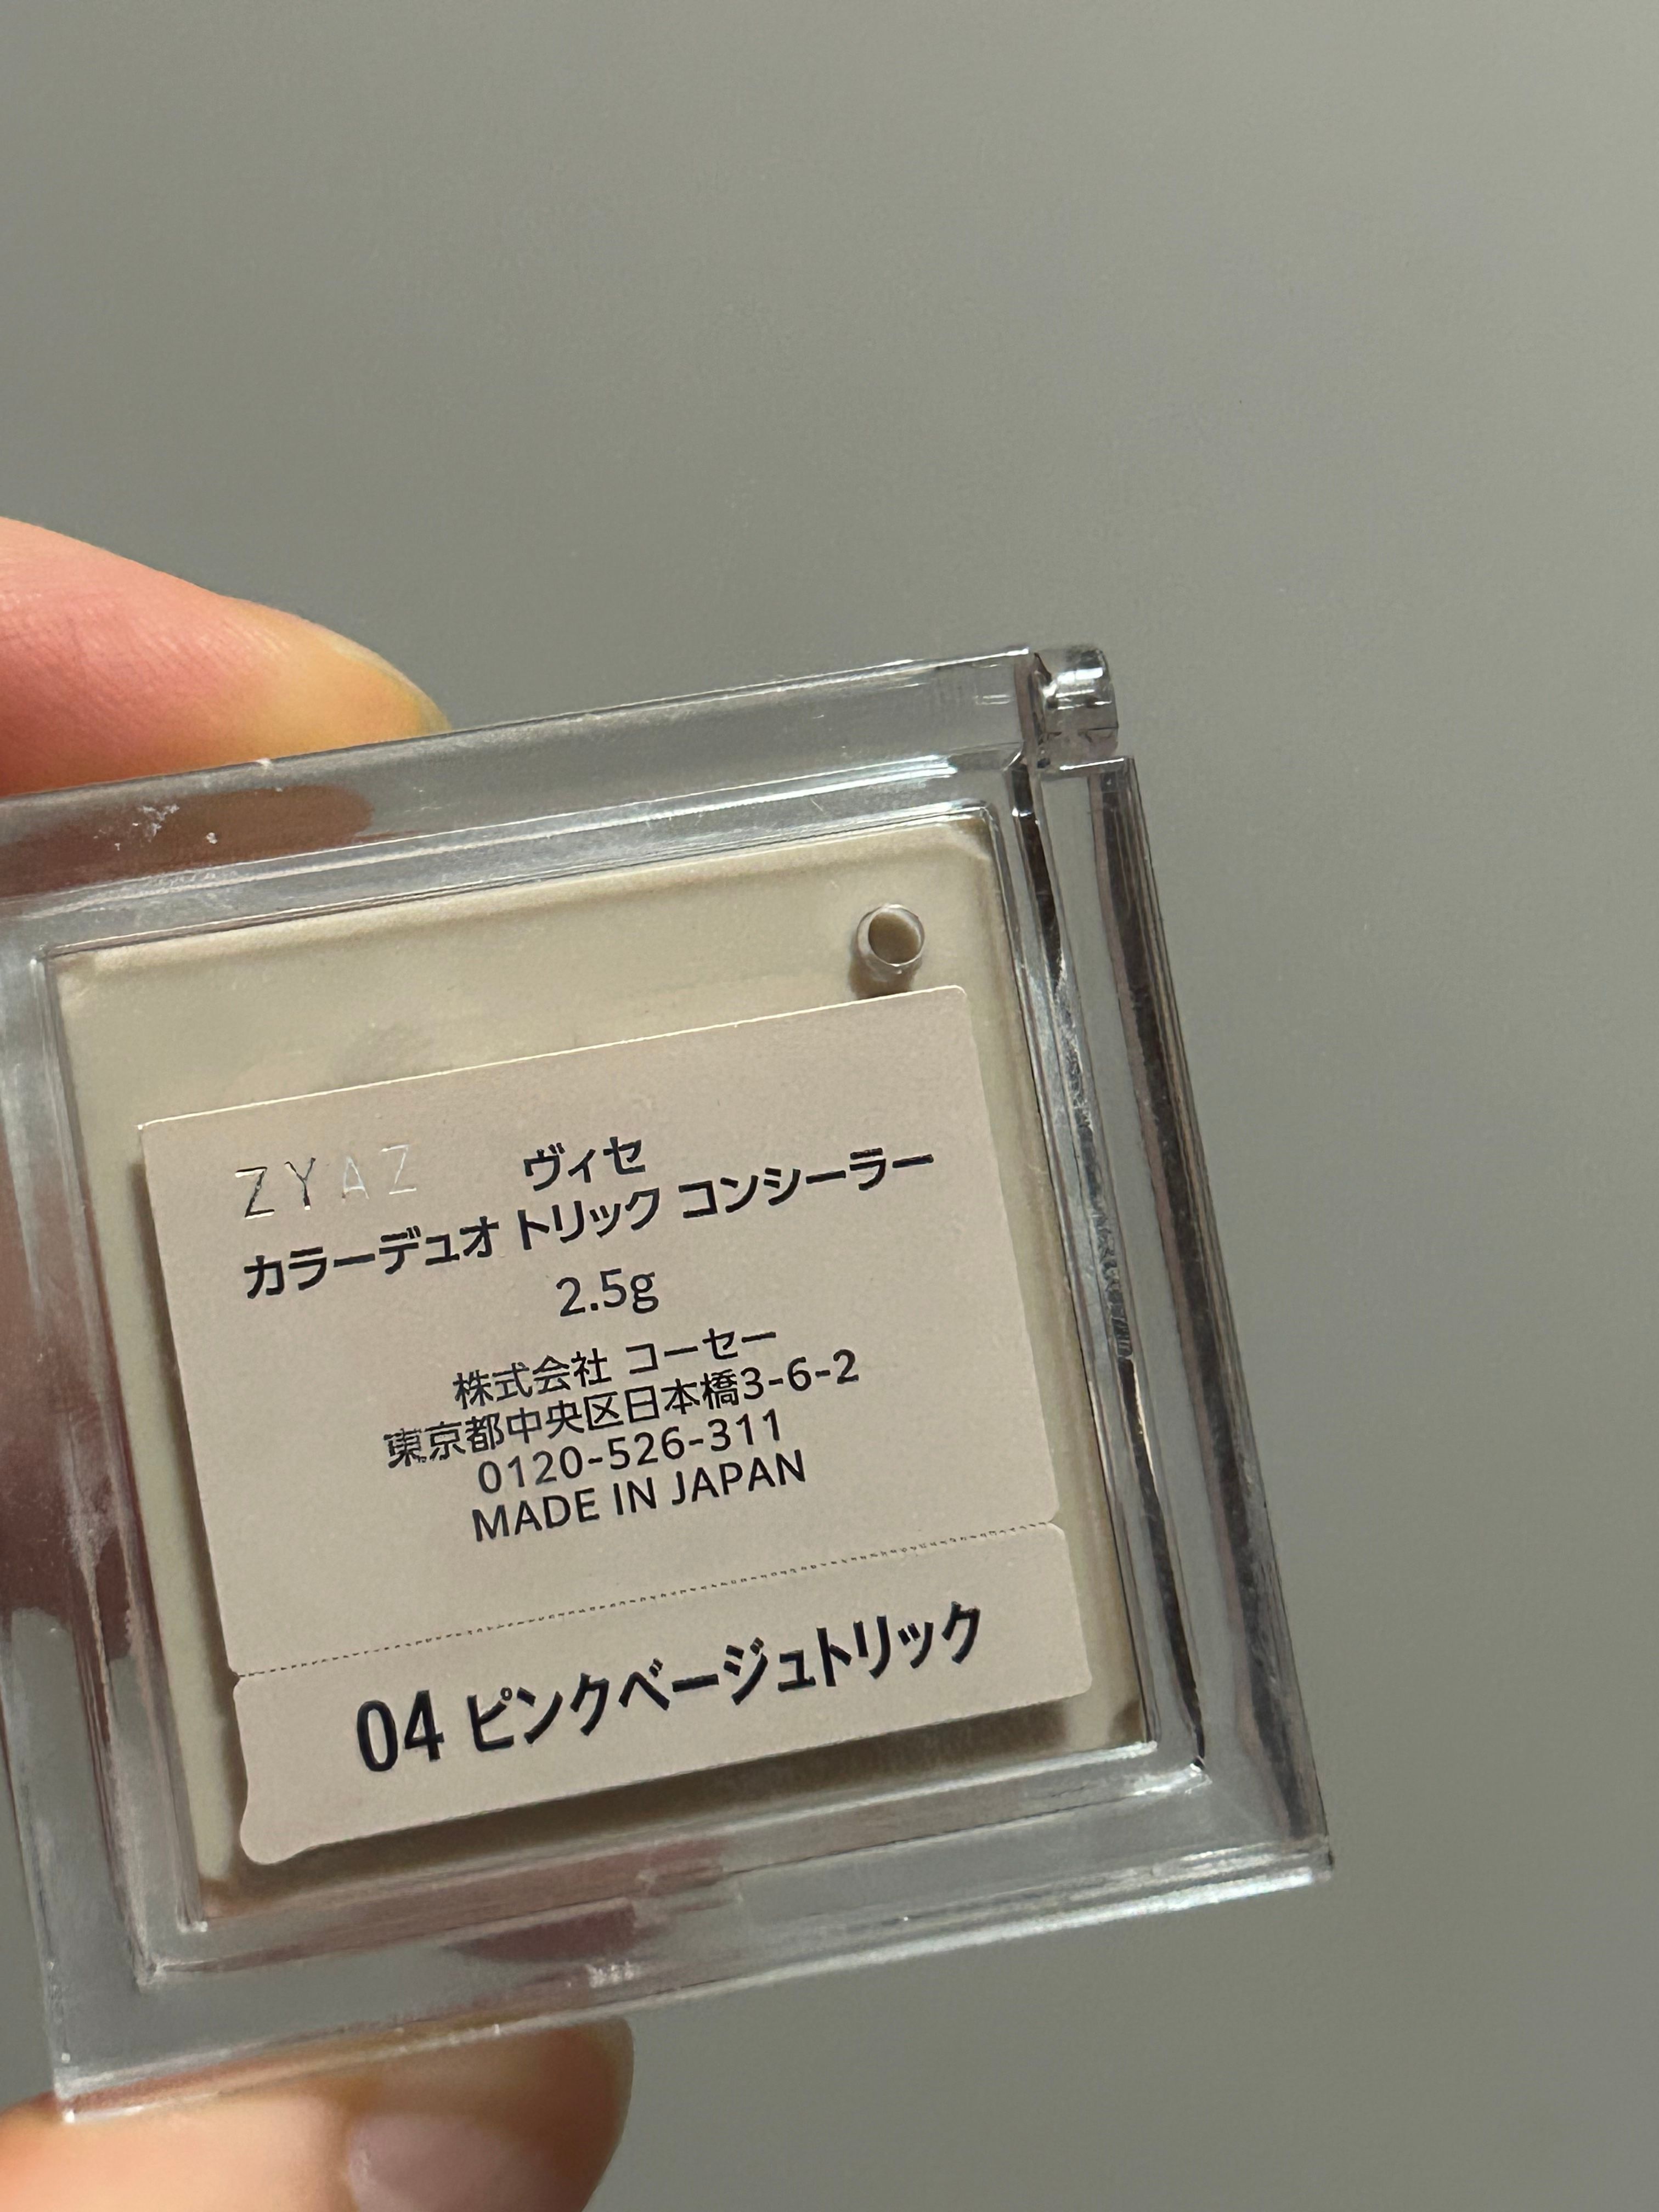 ZYAZ
ヴィセ
カラーデュオ トリック コンシーラー
2.5g
株式会社 コーセー
東京都中央区日本橋3-6-2
0120-526-311
MADE IN JAPAN
04 ピンクベージュトリック